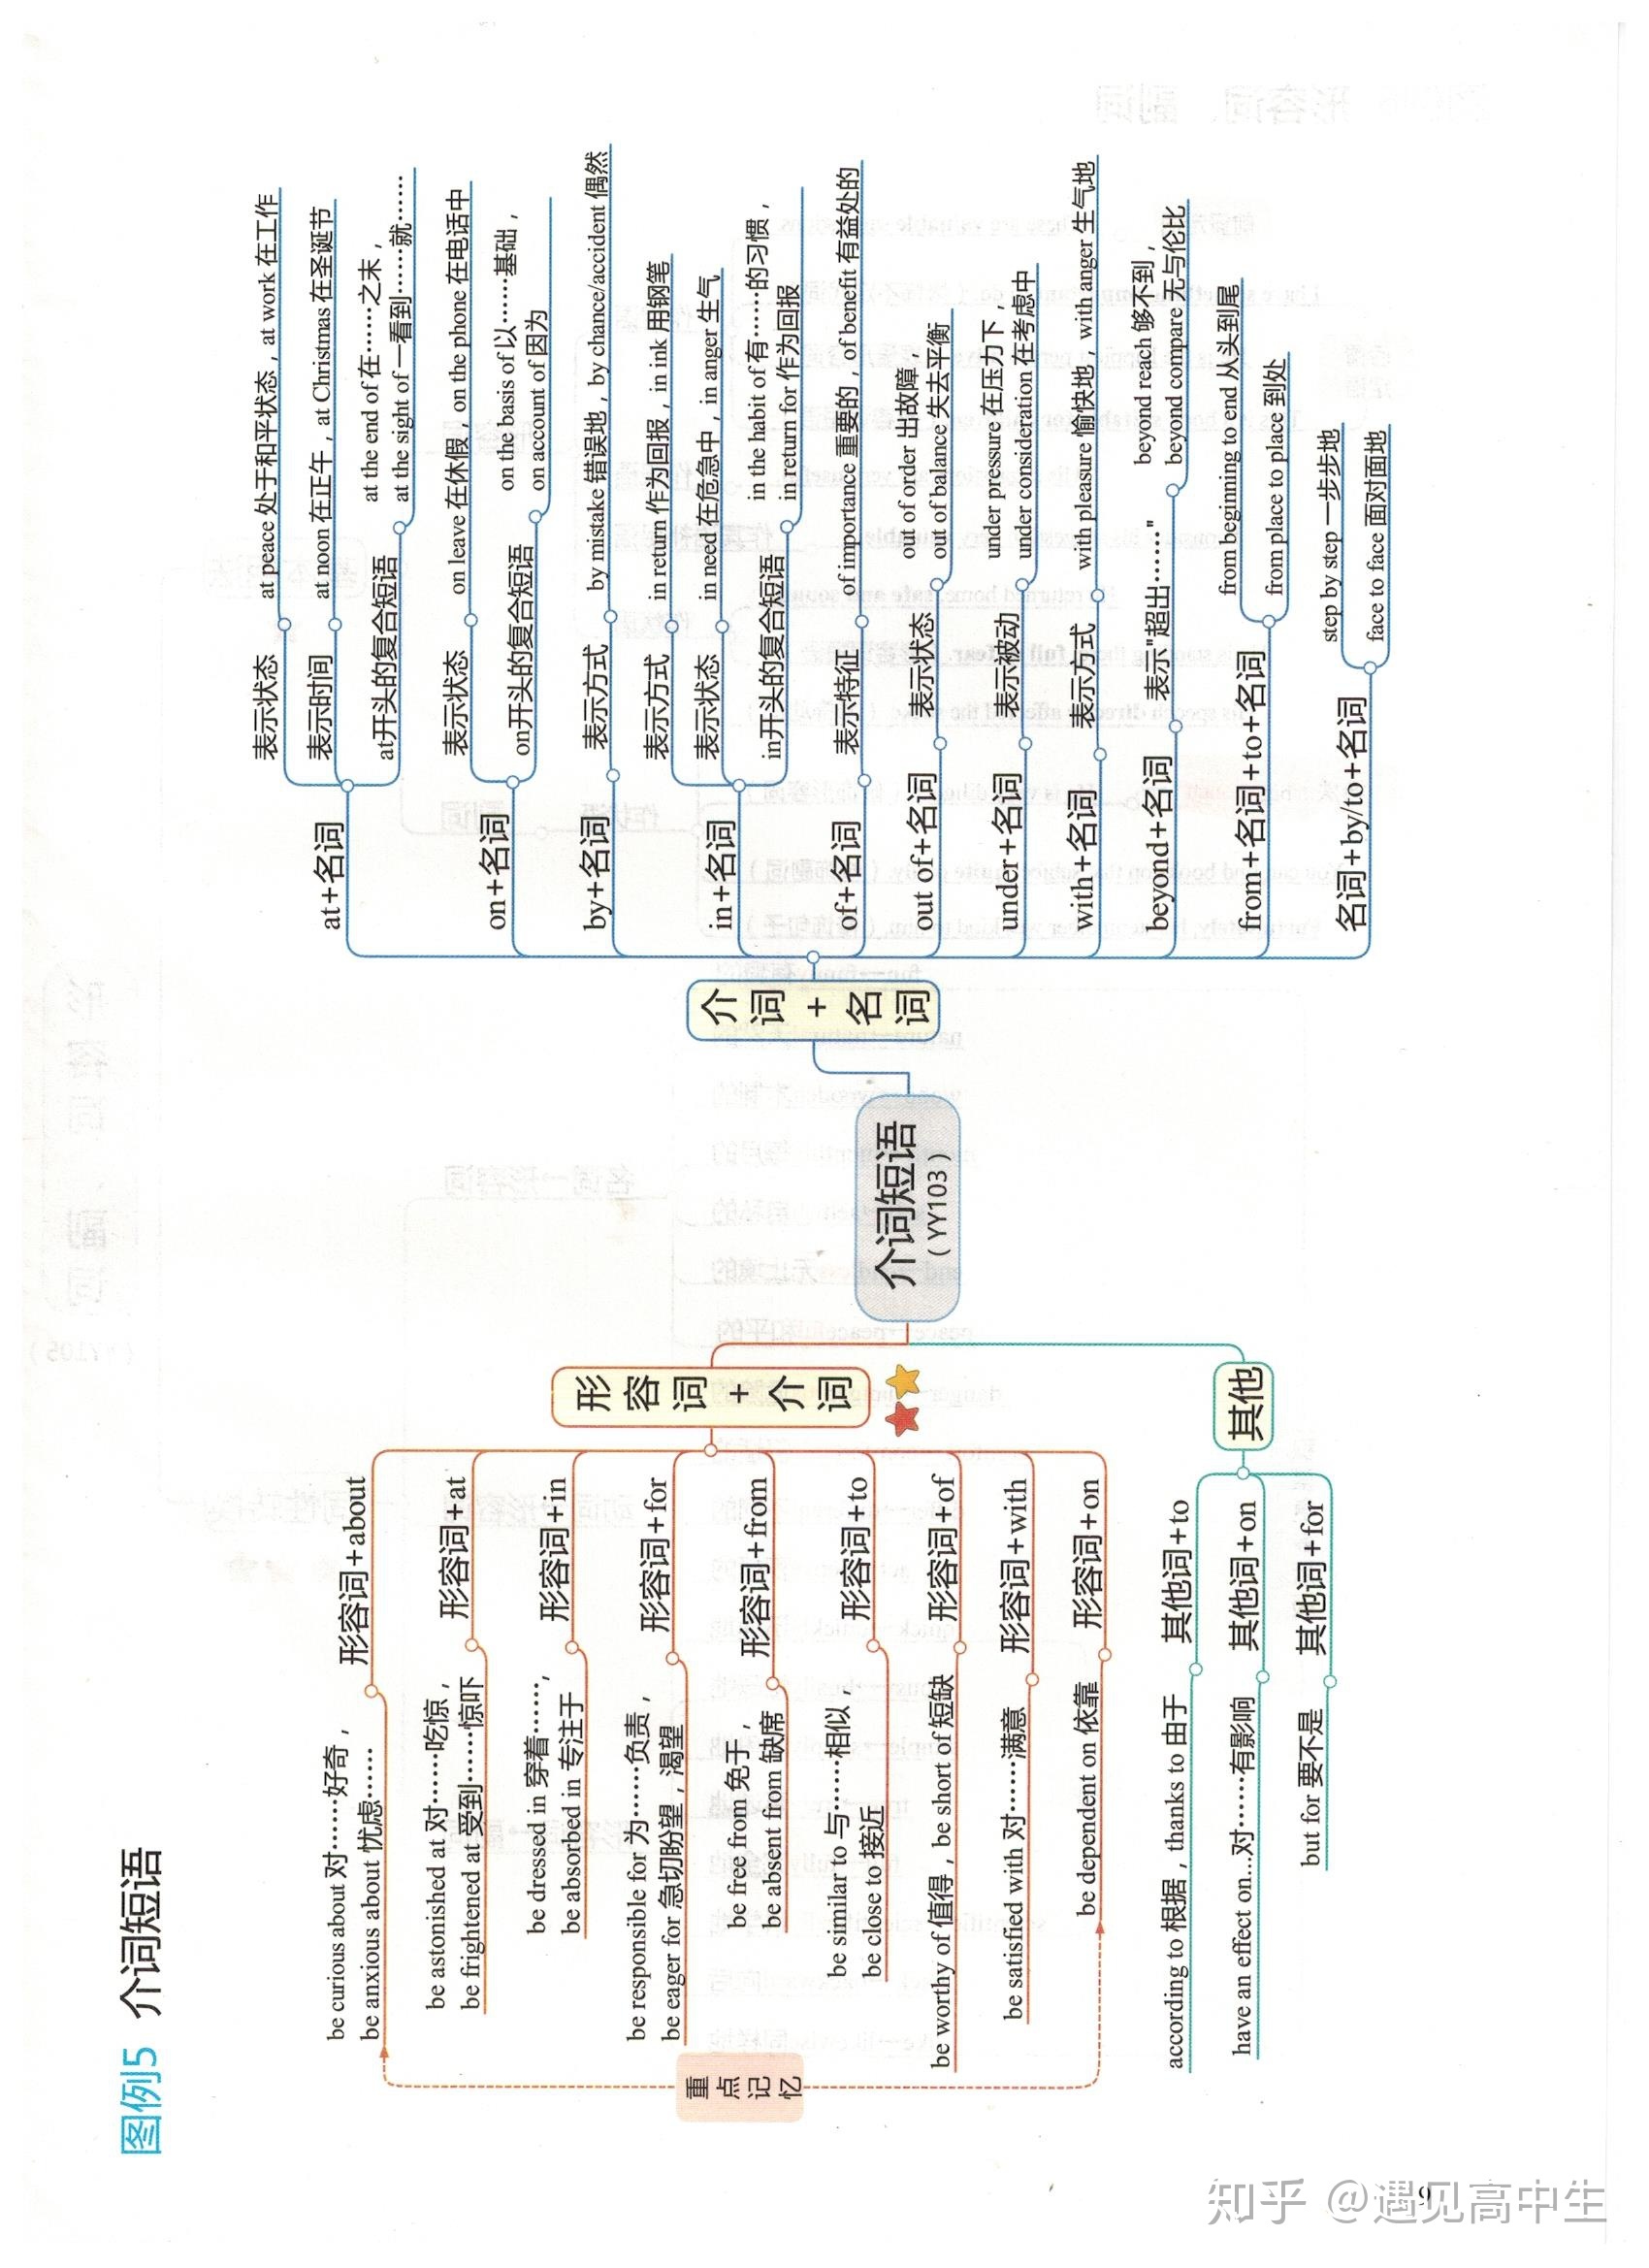 图例5 介词短语
介词短语
（YY103）
形容词+介词
形容词+about
be curious about 对……好奇，
be anxious about 忧虑……
形容词+at
be astonished at 对……吃惊，
be frightened at 受到……惊吓
形容词+in
be dressed in 穿着……，
be absorbed in 专注于
形容词+for
be responsible for 为……负责，
be eager for 急切盼望，渴望
形容词+from
be free from 免于，
be absent from 缺席
形容词+to
be similar to 与……相似，
be close to 接近
形容词+of
be worthy of 值得，be short of 短缺
形容词+with
be satisfied with 对……满意
形容词+on
be dependent on 依靠
重点记忆
其他
其他词+to
according to 根据，thanks to 由于
其他词+on
have an effect on...对……有影响
其他词+for
but for 要不是
介词+名词
at+名词
表示状态
at peace 处于和平状态，at work 在工作
表示时间
at noon 在正午，at Christmas 在圣诞节
at开头的复合短语
at the end of 在……之末，
at the sight of 一看到……就……
on+名词
表示状态
on leave 在休假，on the phone 在电话中
on开头的复合短语
on the basis of 以……基础，
on account of 因为
by+名词
表示方式
by mistake 错误地，by chance/accident 偶然
in+名词
表示方式
in return 作为回报，in ink 用钢笔
表示状态
in need 在危急中，in anger 生气
in开头的复合短语
in the habit of 有……的习惯，
in return for 作为回报
of+名词
表示特征
of importance 重要的，of benefit 有益处的
out of+名词
表示状态
out of order 出故障，
out of balance 失去平衡
under+名词
表示被动
under pressure 在压力下，
under consideration 在考虑中
with+名词
表示方式
with pleasure 愉快地，with anger 生气地
beyond+名词
表示"超出……"
beyond reach 够不到，
beyond compare 无与伦比
from+名词+to+名词
from beginning to end 从头到尾
from place to place 到处
名词+by/to+名词
step by step 一步步地
face to face 面对面地
9
知乎 @遇见高中生